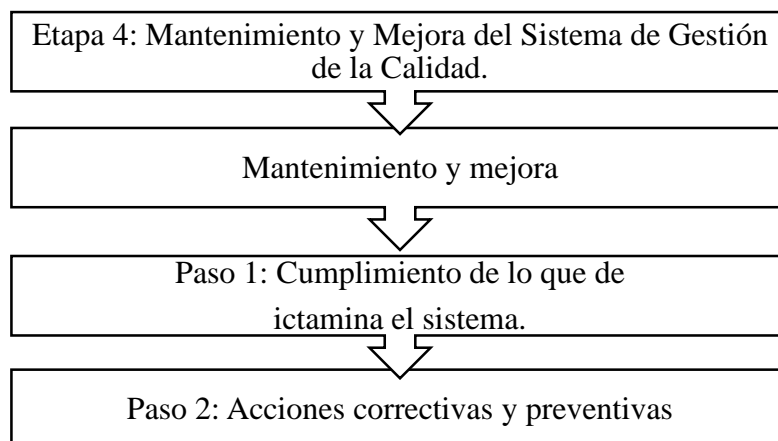 Etapa 4: Mantenimiento y Mejora del Sistema de Gestión
de la Calidad.
Mantenimiento y mejora
Paso 1: Cumplimiento de lo que de
ictamina el sistema.
Paso 2: Acciones correctivas y preventivas